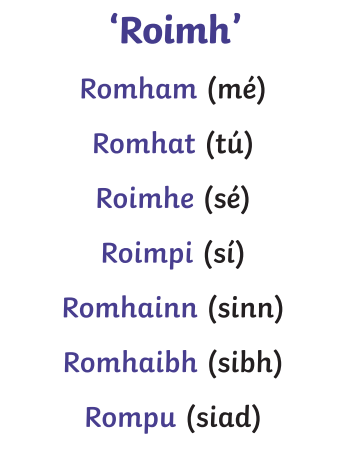 ‘Roimh’
Romham (mé)
Romhat (tú)
Roimhe (sé)
Roimpi (sí)
Romhainn (sinn)
Romhaibh (sibh)
Rompu (siad)